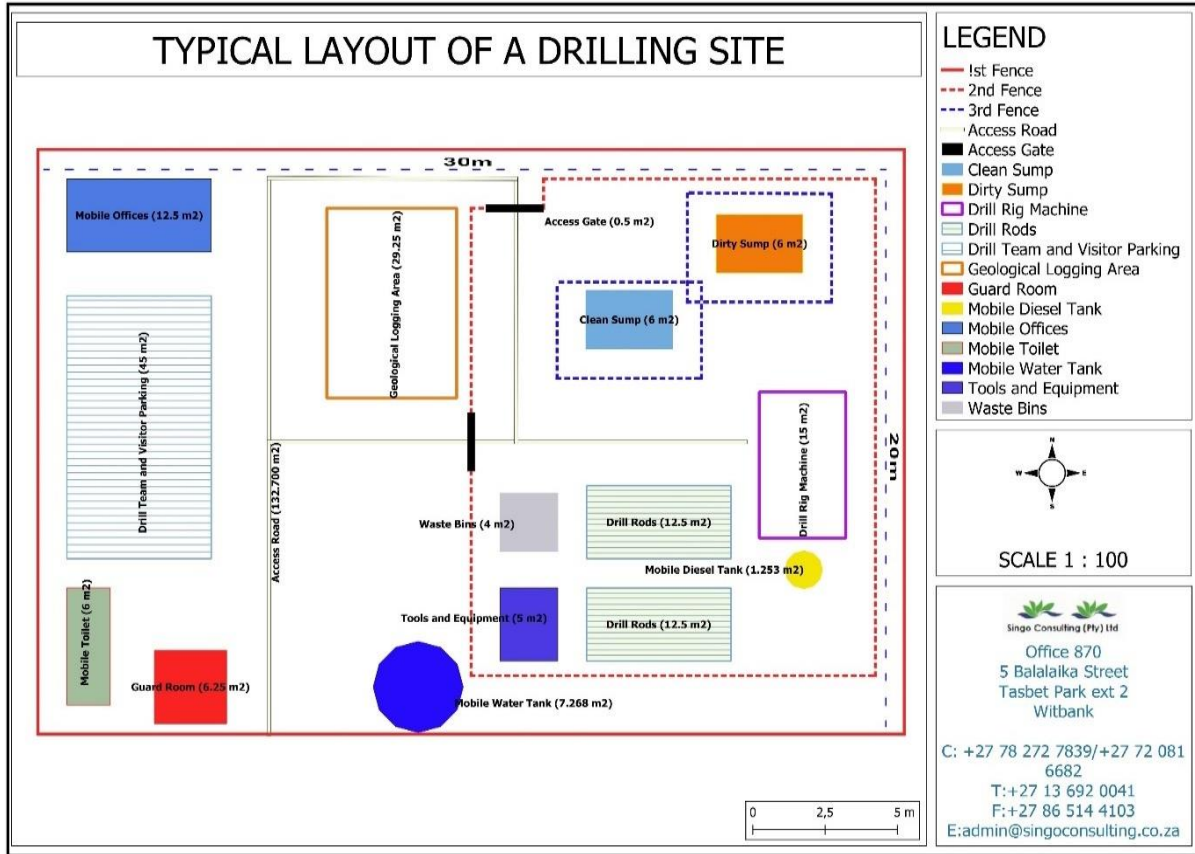 TYPICAL LAYOUT OF A DRILLING SITE
30m
Mobile Offices (12.5 m2)
Access Gate (0.5 m2)
Dirty Sump (6 m2)
Geological Logging Area (29.25 m2)
Clean Sump (6 m2)
Drill Team and Visitor Parking (45 m2)
Access Road (132.700 m2)
20m
Drill Rig Machine (15 m2)
Waste Bins (4 m2)
Drill Rods (12.5 m2)
Mobile Diesel Tank (1.253 m2)
Mobile Toilet (6 m2)
Tools and Equipment (5 m2)
Drill Rods (12.5 m2)
Guard Room (6.25 m2)
Mobile Water Tank (7.268 m2)
0 2,5 5 m
LEGEND
!st Fence
2nd Fence
3rd Fence
Access Road
Access Gate
Clean Sump
Dirty Sump
Drill Rig Machine
Drill Rods
Drill Team and Visitor Parking
Geological Logging Area
Guard Room
Mobile Diesel Tank
Mobile Offices
Mobile Toilet
Mobile Water Tank
Tools and Equipment
Waste Bins
N
W E
S
SCALE 1 : 100
Singo Consulting (Pty) Ltd
Office 870
5 Balalaika Street
Tasbet Park ext 2
Witbank
C: +27 78 272 7839/+27 72 081
6682
T:+27 13 692 0041
F:+27 86 514 4103
E:admin@singoconsulting.co.za